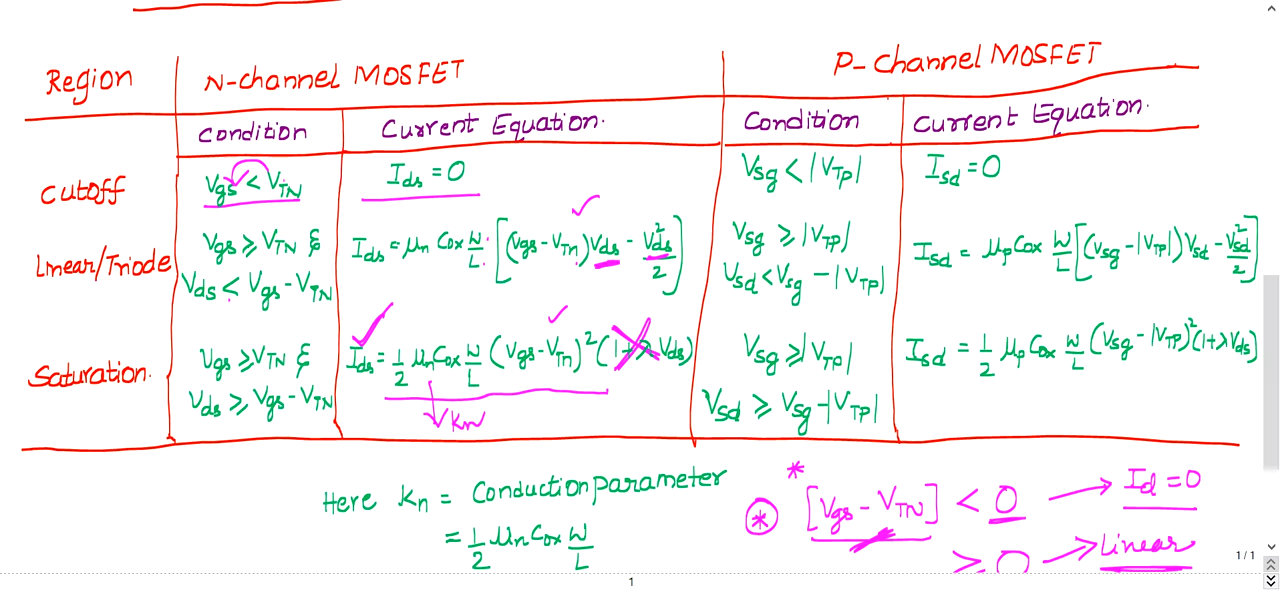 Region N-channel MOSFET P-Channel MOSFET
Condition Current Equation. Condition Current Equation.
Cutoff Vgs < VTN Ids = 0 Vsg < |VTP| Isd = 0
Linear/Triode Vgs ≥ VTN & Vds < Vgs - VTN Ids = μn Cox W/L [(Vgs - VTn) Vds - Vds²/2] Vsg ≥ |VTP| Vsd < Vsg - |VTP| Isd = μp Cox W/L [(Vsg - |VTP|) Vsd - Vsd²/2]
Saturation. Vgs ≥ VTN & Vds ≥ Vgs - VTN Ids = 1/2 μn Cox W/L (Vgs - VTn)² (1+λVds) Vsg ≥ |VTP| Vsd ≥ Vsg - |VTP| Isd = 1/2 μp Cox W/L (Vsg - |VTP|)² (1+λVds)
Kn
Here Kn = Conduction parameter
= 1/2 μn Cox W/L
* [Vgs - VTN] < 0 → Id = 0
≥ 0 → Linear
1 / 1
1